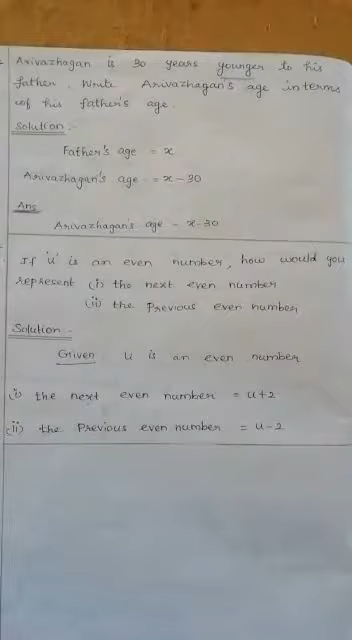 Arivazhagan is 30 years younger to his
father. Write Arivazhagan's age in terms
of his father's age.
Solution :-
Father's age = x
Arivazhagan's age = x-30
Ans
Arivazhagan's age = x-30
If 'u' is an even number, how would you
represent (i) the next even number
(ii) the Previous even number
Solution :-
Given u is an even number
(i) the next even number = u+2
(ii) the Previous even number = u-2